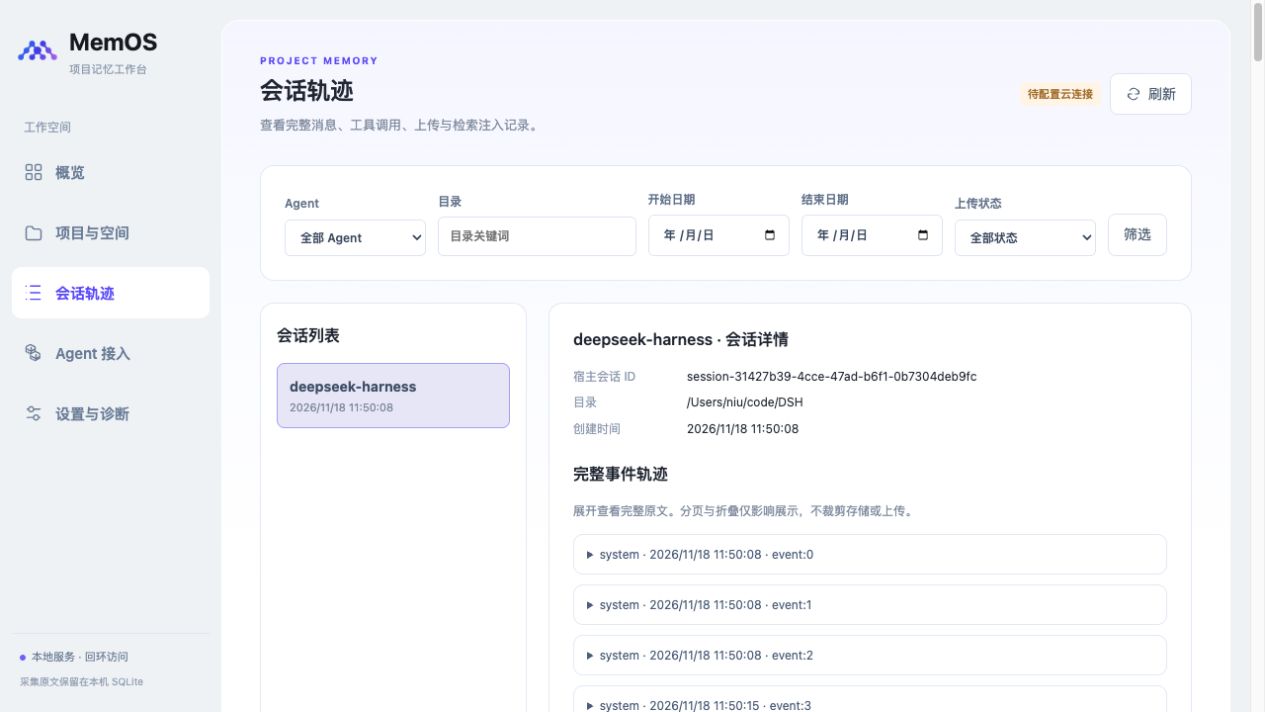 MemOS
项目记忆工作台
工作空间
概览
项目与空间
会话轨迹
Agent 接入
设置与诊断
本地服务 · 回环访问
采集原文保留在本机 SQLite
PROJECT MEMORY
会话轨迹
查看完整消息、工具调用、上传与检索注入记录。
待配置云连接
刷新
Agent
全部 Agent
目录
目录关键词
开始日期
年 /月/日
结束日期
年 /月/日
上传状态
全部状态
筛选
会话列表
deepseek-harness
2026/11/18 11:50:08
deepseek-harness · 会话详情
宿主会话 ID session-31427b39-4cce-47ad-b6f1-0b7304deb9fc
目录 /Users/niu/code/DSH
创建时间 2026/11/18 11:50:08
完整事件轨迹
展开查看完整原文。分页与折叠仅影响展示，不裁剪存储或上传。
system · 2026/11/18 11:50:08 · event:0
system · 2026/11/18 11:50:08 · event:1
system · 2026/11/18 11:50:08 · event:2
system · 2026/11/18 11:50:15 · event:3